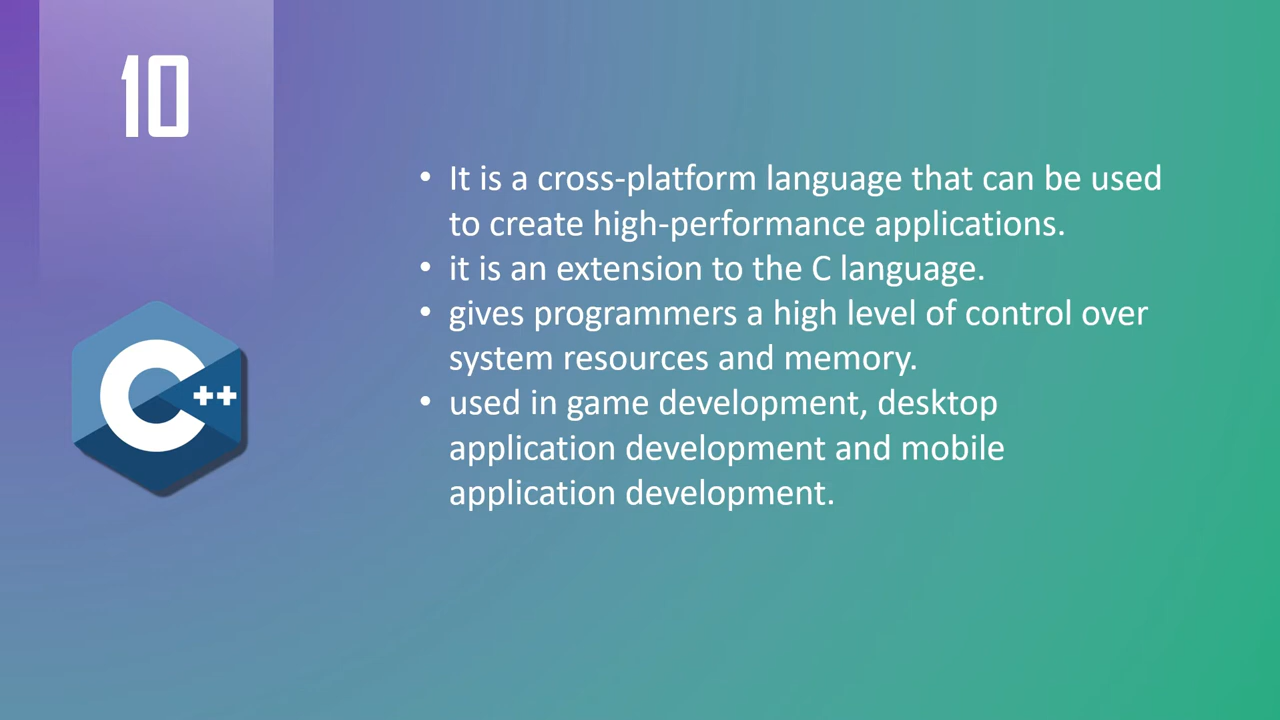 10
• It is a cross-platform language that can be used
to create high-performance applications.
• it is an extension to the C language.
• gives programmers a high level of control over
system resources and memory.
• used in game development, desktop
application development and mobile
application development.
C++